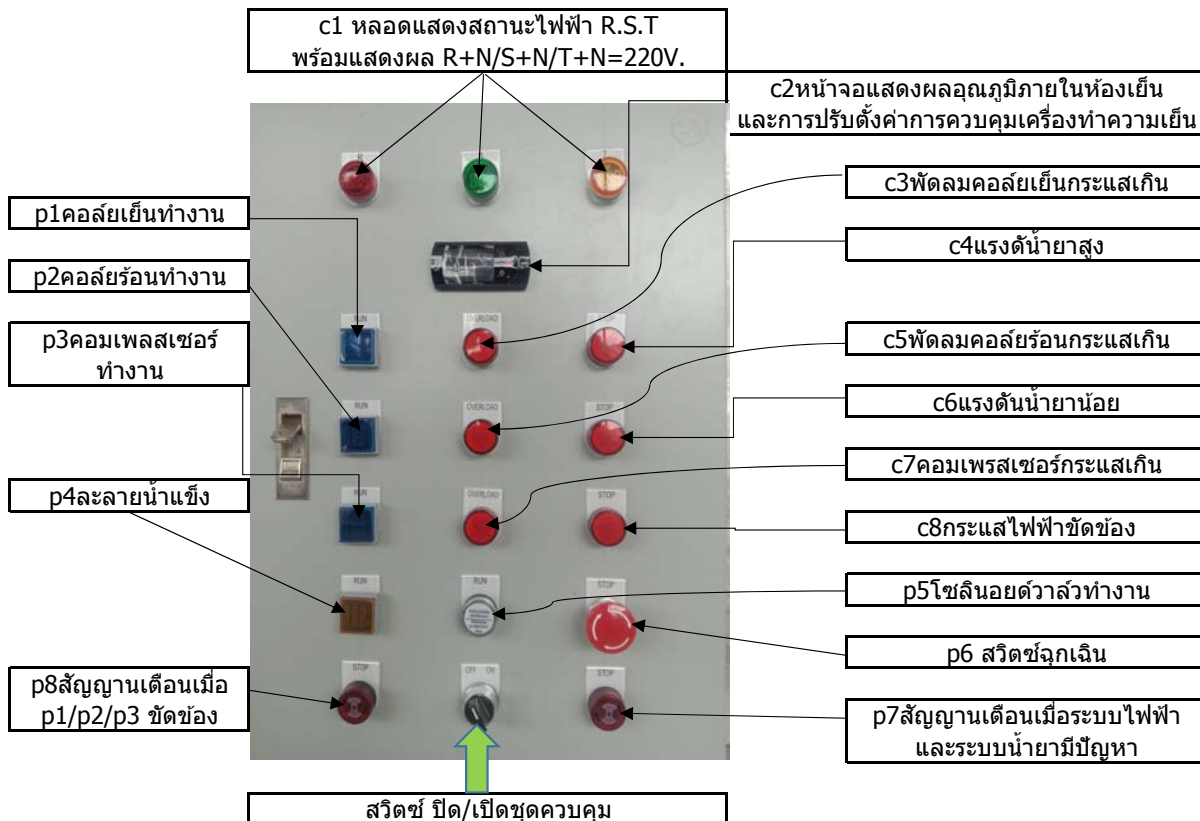 c1 หลอดแสดงสถานะไฟฟ้า R.S.T
พร้อมแสดงผล R+N/S+N/T+N=220V.
c2หน้าจอแสดงผลอุณภูมิภายในห้องเย็น
และการปรับตั้งค่าการควบคุมเครื่องทำความเย็น
c3พัดลมคอล์ยเย็นกระแสเกิน
p1คอล์ยเย็นทำงาน
c4แรงดัน้ำยาสูง
p2คอล์ยร้อนทำงาน
p3คอมเพลสเซอร์
ทำงาน
c5พัดลมคอล์ยร้อนกระแสเกิน
c6แรงดันน้ำยาน้อย
c7คอมเพรสเซอร์กระแสเกิน
p4ละลายน้ำแข็ง
c8กระแสไฟฟ้าขัดข้อง
p5โซลินอยด์วาล์วทำงาน
p6 สวิตซ์ฉุกเฉิน
p8สัญญานเตือนเมื่อ
p1/p2/p3 ขัดข้อง
p7สัญญานเตือนเมื่อระบบไฟฟ้า
และระบบน้ำยามีปัญหา
สวิตซ์ ปิด/เปิดชุดควบคุม
RUN OVERLOAD STOP
RUN OVERLOAD STOP
RUN OVERLOAD STOP
RUN RUN STOP
STOP OFF ON STOP